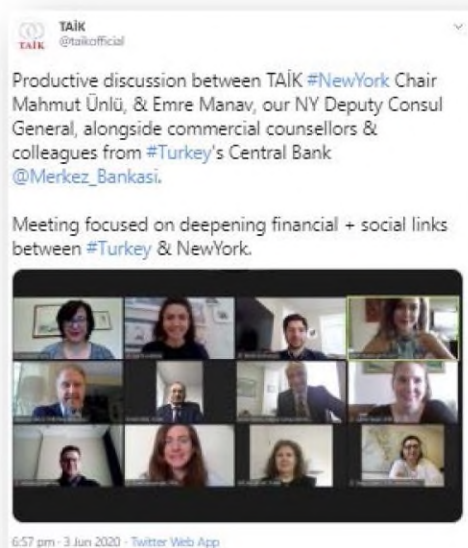 TAİK
@taikofficial
TAİK
Productive discussion between TAİK #NewYork Chair
Mahmut Ünlü, & Emre Manav, our NY Deputy Consul
General, alongside commercial counsellors &
colleagues from #Turkey's Central Bank
@Merkez_Bankasi.
Meeting focused on deepening financial + social links
between #Turkey & NewYork.
6:57 pm · 3 Jun 2020 · Twitter Web App